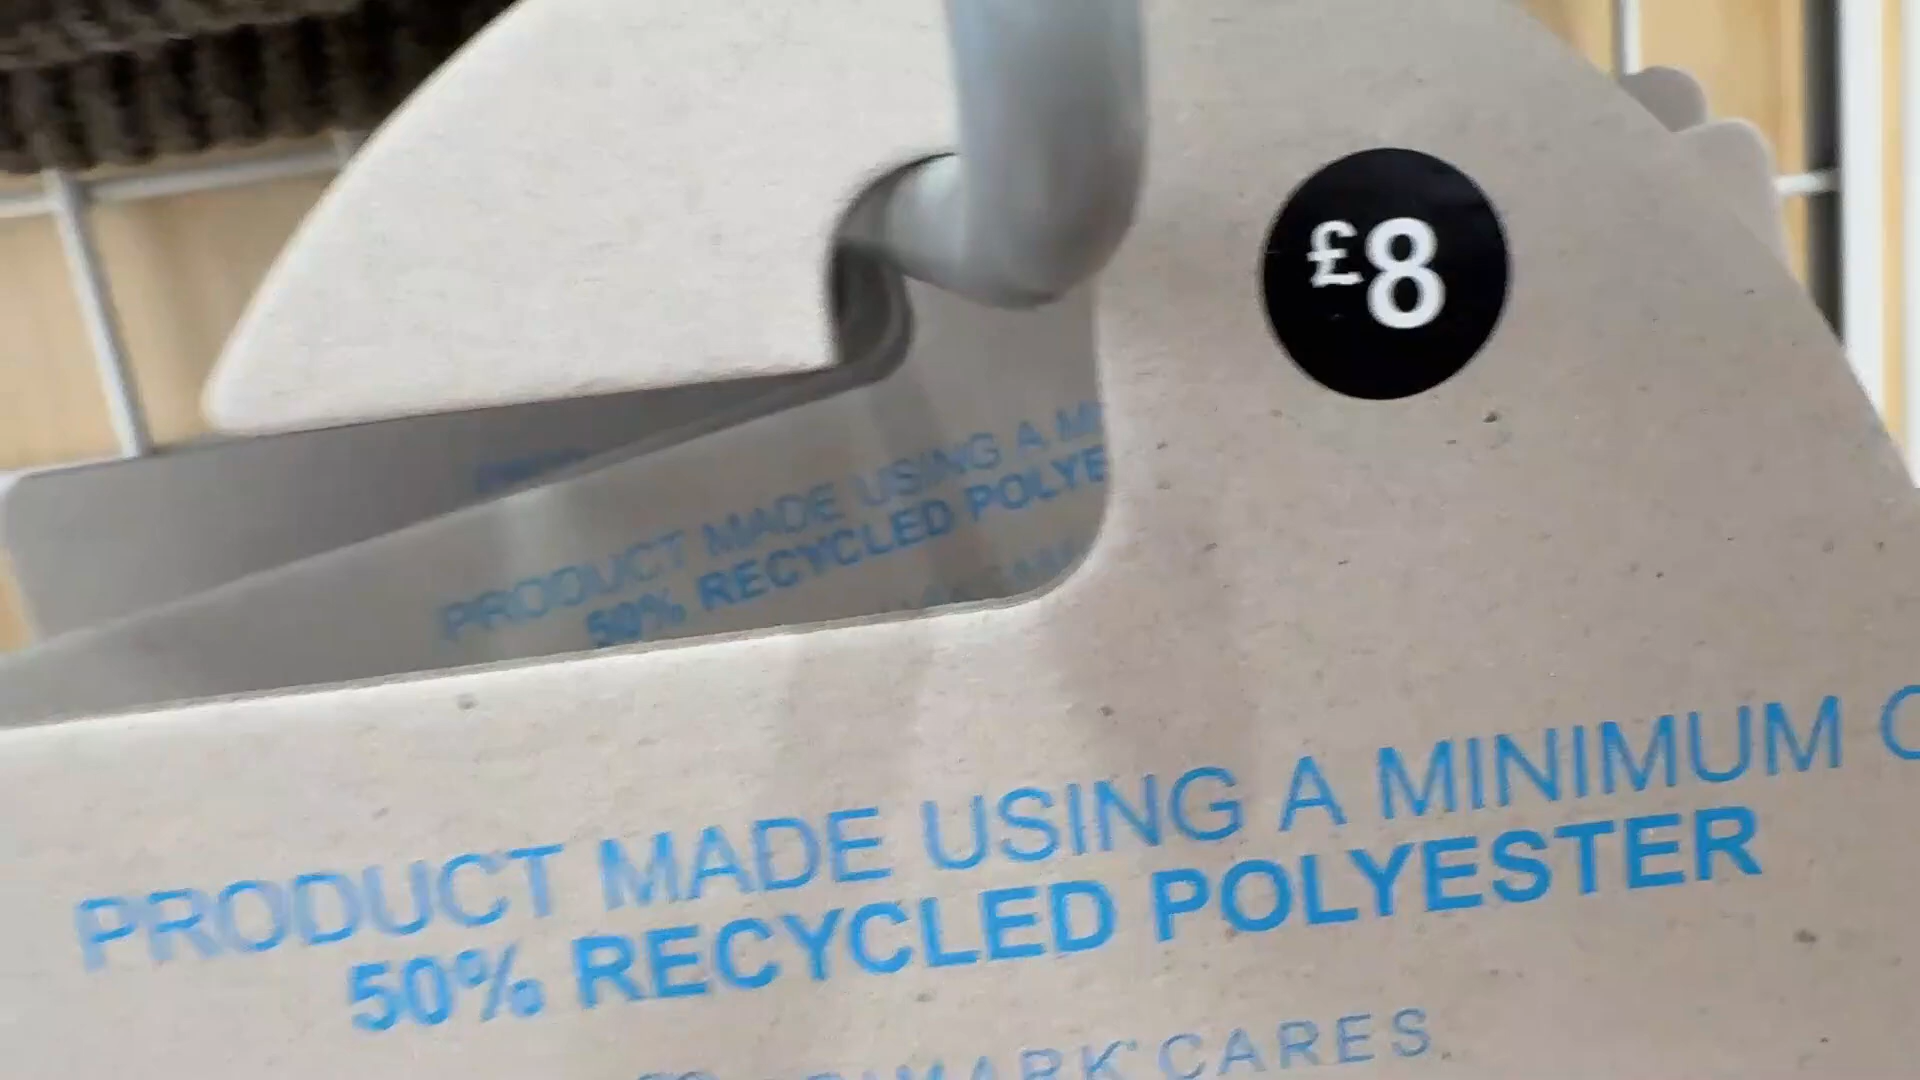 £8
PRODUCT MADE USING A
50% RECYCLED POLYE
PRODUCT MADE USING A MINIMUM
50% RECYCLED POLYESTER
CARES